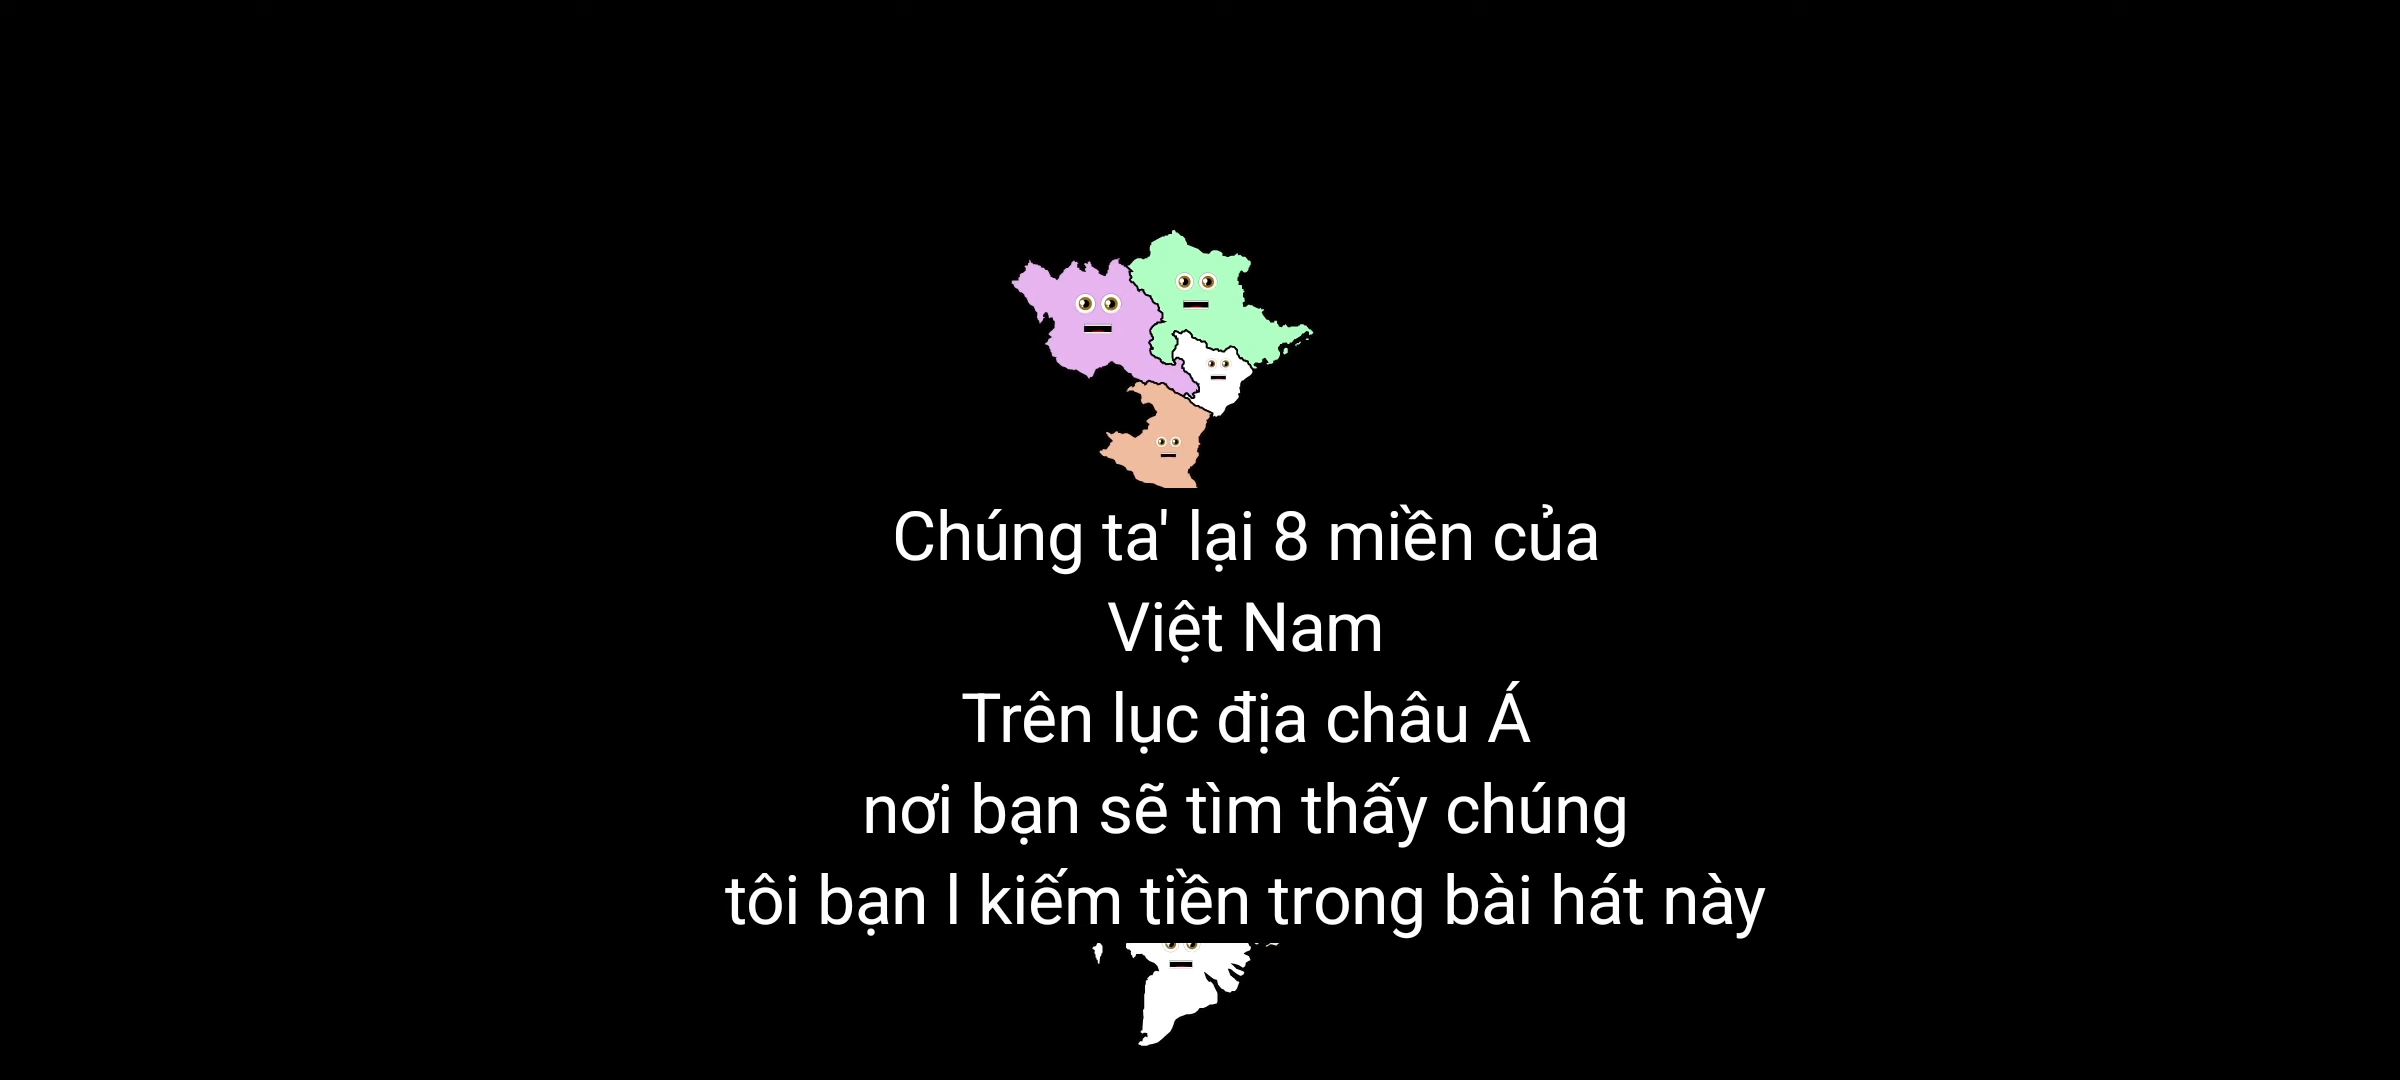 Chúng ta' lại 8 miền của
Việt Nam
Trên lục địa châu Á
nơi bạn sẽ tìm thấy chúng
tôi bạn l kiếm tiền trong bài hát này